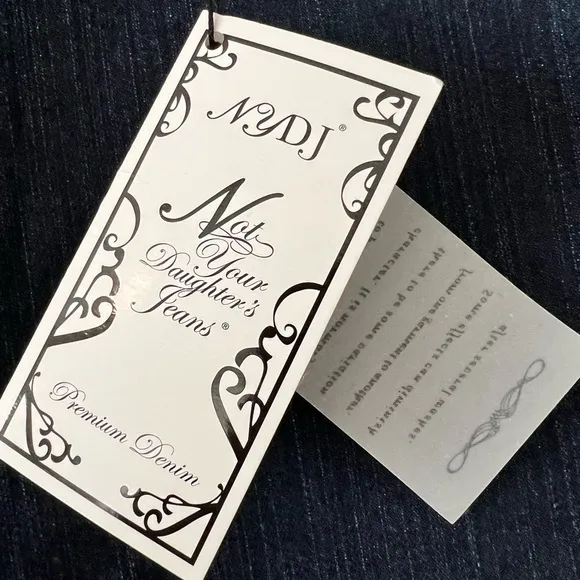 NYDJ®
Not
Your
Daughter's
Jeans®
Premium Denim
to
character. It is normal
there to be some variation
from one garment to another.
Some effects can diminish
after several washes.